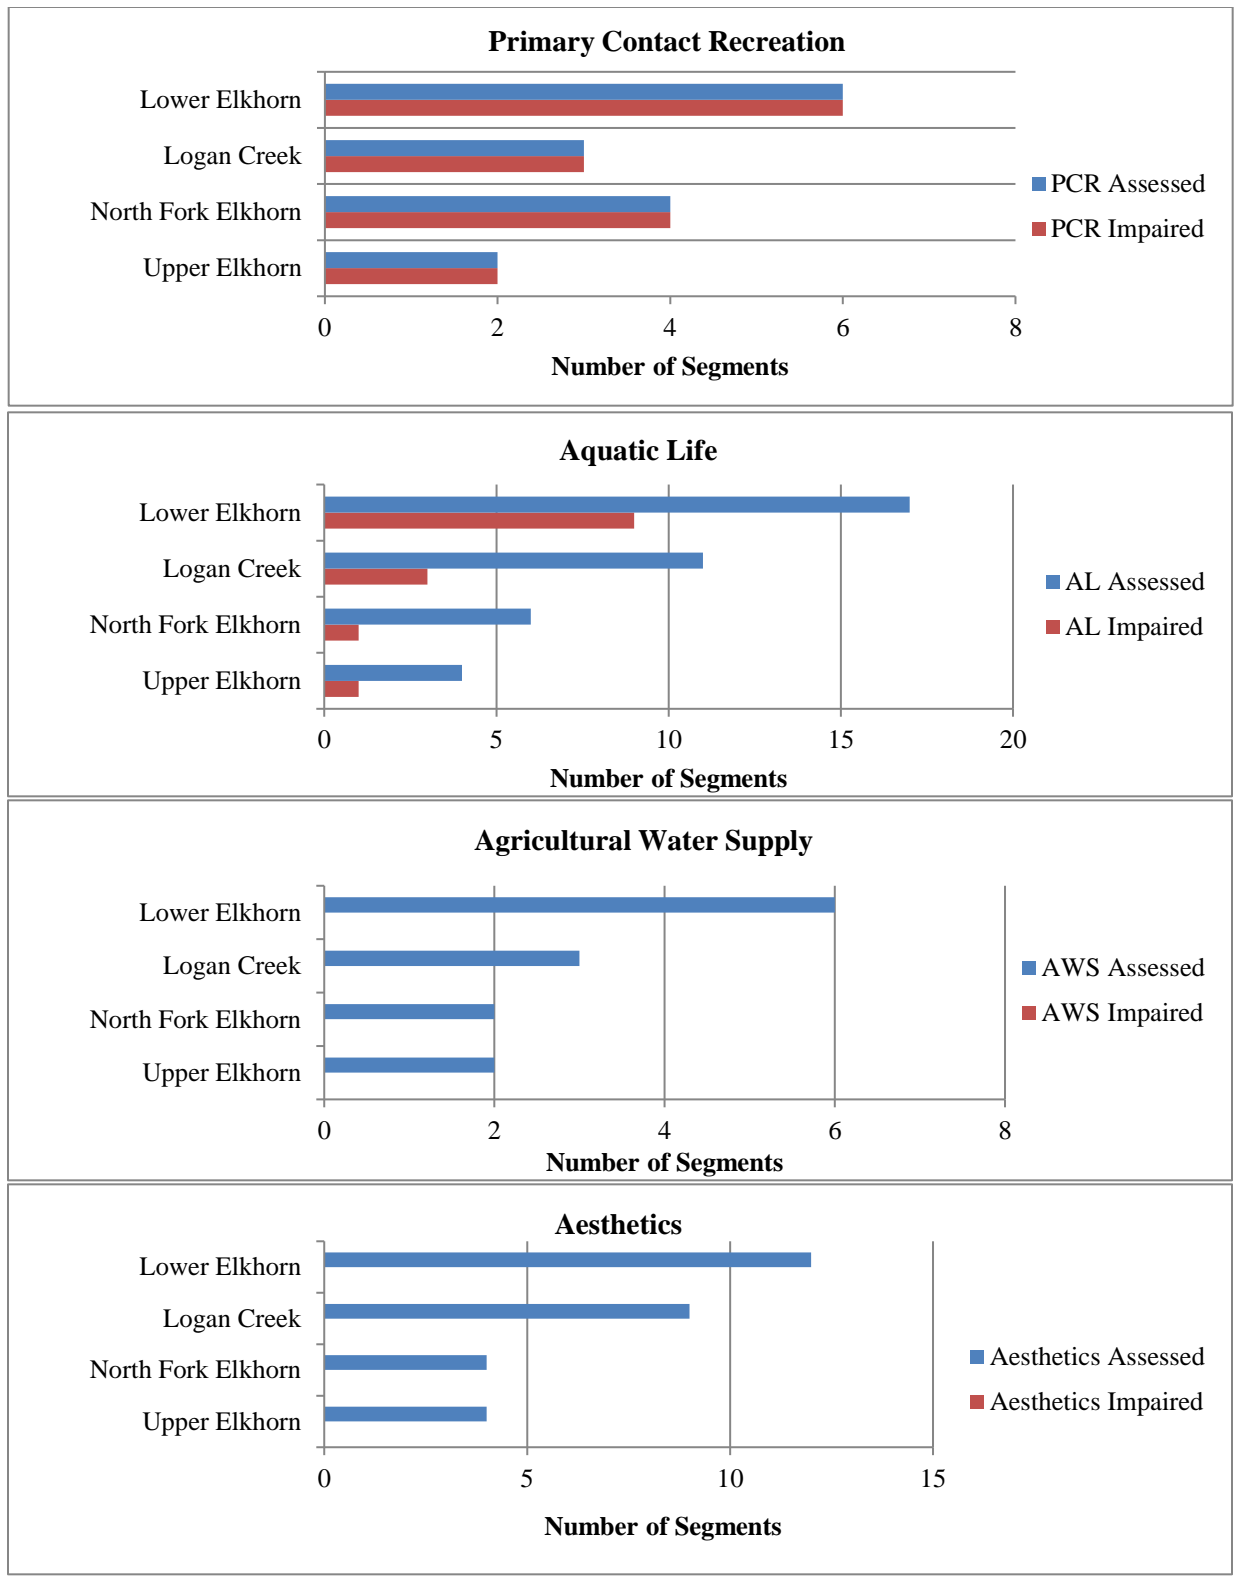 Primary Contact Recreation
Lower Elkhorn
Logan Creek
North Fork Elkhorn
Upper Elkhorn
0 2 4 6 8
Number of Segments
PCR Assessed
PCR Impaired
Aquatic Life
Lower Elkhorn
Logan Creek
North Fork Elkhorn
Upper Elkhorn
0 5 10 15 20
Number of Segments
AL Assessed
AL Impaired
Agricultural Water Supply
Lower Elkhorn
Logan Creek
North Fork Elkhorn
Upper Elkhorn
0 2 4 6 8
Number of Segments
AWS Assessed
AWS Impaired
Aesthetics
Lower Elkhorn
Logan Creek
North Fork Elkhorn
Upper Elkhorn
0 5 10 15
Number of Segments
Aesthetics Assessed
Aesthetics Impaired